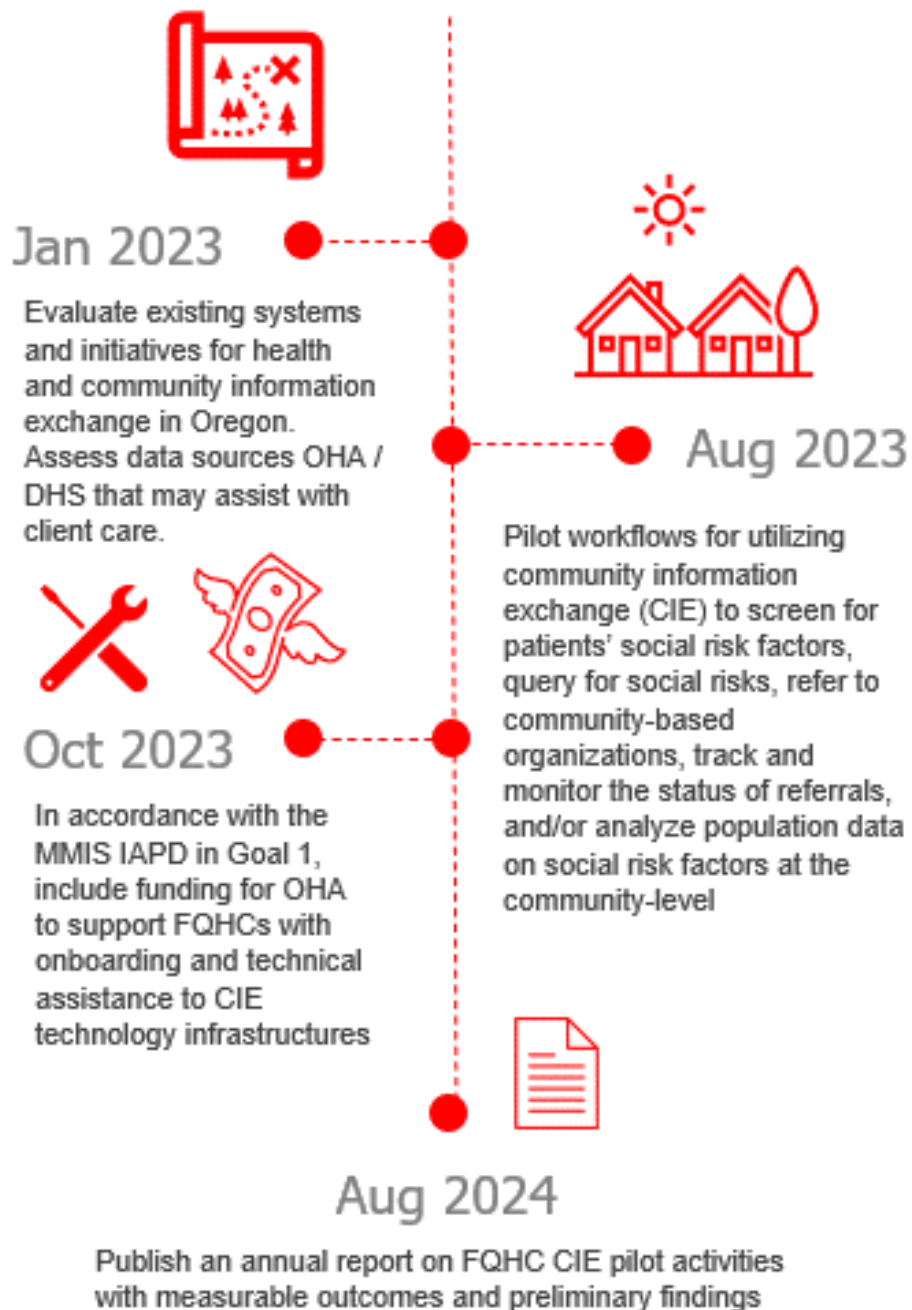 Jan 2023
Evaluate existing systems
and initiatives for health
and community information
exchange in Oregon.
Assess data sources OHA /
DHS that may assist with
client care.
Aug 2023
Pilot workflows for utilizing
community information
exchange (CIE) to screen for
patients' social risk factors,
query for social risks, refer to
community-based
organizations, track and
monitor the status of referrals,
and/or analyze population data
on social risk factors at the
community-level
Oct 2023
In accordance with the
MMIS IAPD in Goal 1,
include funding for OHA
to support FQHCs with
onboarding and technical
assistance to CIE
technology infrastructures
Aug 2024
Publish an annual report on FQHC CIE pilot activities
with measurable outcomes and preliminary findings